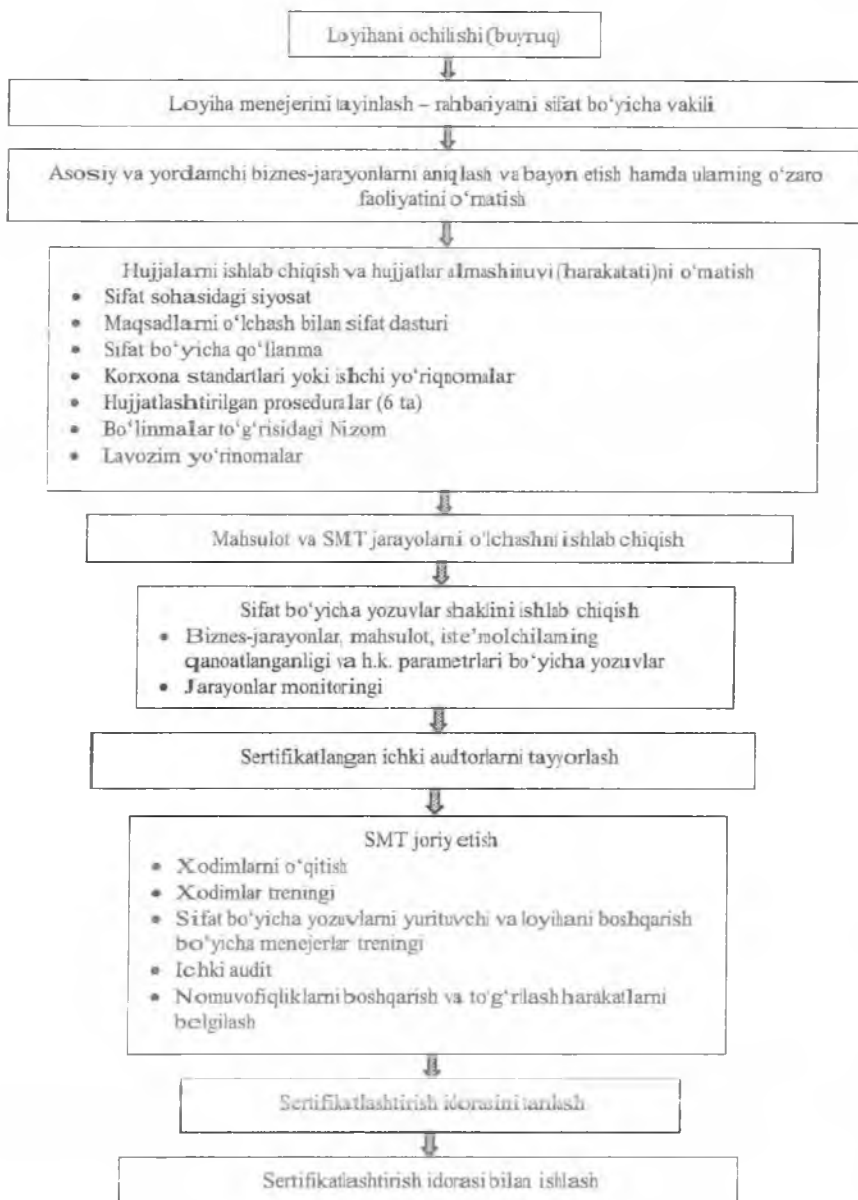 Loyihani ochilishi (buyruq)
Loyiha menejerini tayinlash – rahbariyatni sifat bo‘yicha vakili
Asosiy va yordamchi biznes-jarayonlarni aniqlash va bayon etish hamda ularning o‘zaro
faoliyatini o‘rnatish
Hujjalarni ishlab chiqish va hujjatlar almashinuvi (harakatati)ni o‘rnatish
• Sifat sohasidagi siyosat
• Maqsadlarni o‘lchash bilan sifat dasturi
• Sifat bo‘yicha qo‘llanma
• Korxona standartlari yoki ishchi yo‘riqnomalar
• Hujjatlashtirilgan proseduralar (6 ta)
• Bo‘linmalar to‘g‘risidagi Nizom
• Lavozim yo‘rinomalar
Mahsulot va SMT jarayolarni o‘lchashni ishlab chiqish
Sifat bo‘yicha yozuvlar shaklini ishlab chiqish
• Biznes-jarayonlar, mahsulot, iste’molchilarning
qanoatlanganligi va h.k. parametrlari bo‘yicha yozuvlar
• Jarayonlar monitoringi
Sertifikatlangan ichki audtorlarni tayyorlash
SMT joriy etish
• Xodimlarni o‘qitish
• Xodimlar treningi
• Sifat bo‘yicha yozuvlarni yurituvchi va loyihani boshqarish
bo‘yicha menejerlar treningi
• Ichki audit
• Nomuvofiqliklarni boshqarish va to‘g‘rilash harakatlarni
belgilash
Sertifikatlashtirish idorasini tanlash
Sertifikatlashtirish idorasi bilan ishlash